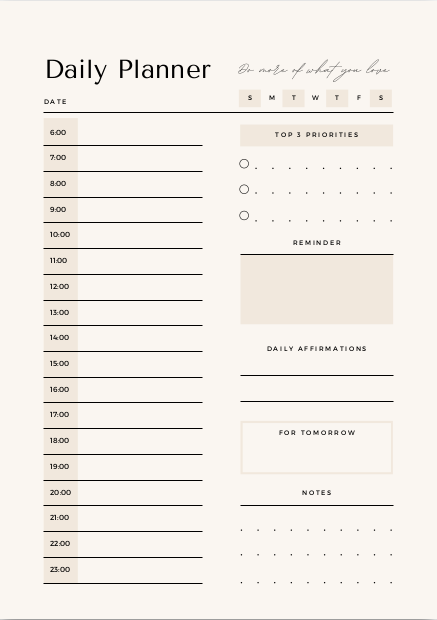 Daily Planner
Do more of what you love
DATE
S M T W T F S
6:00
7:00
8:00
9:00
10:00
11:00
12:00
13:00
14:00
15:00
16:00
17:00
18:00
19:00
20:00
21:00
22:00
23:00
TOP 3 PRIORITIES
REMINDER
DAILY AFFIRMATIONS
FOR TOMORROW
NOTES